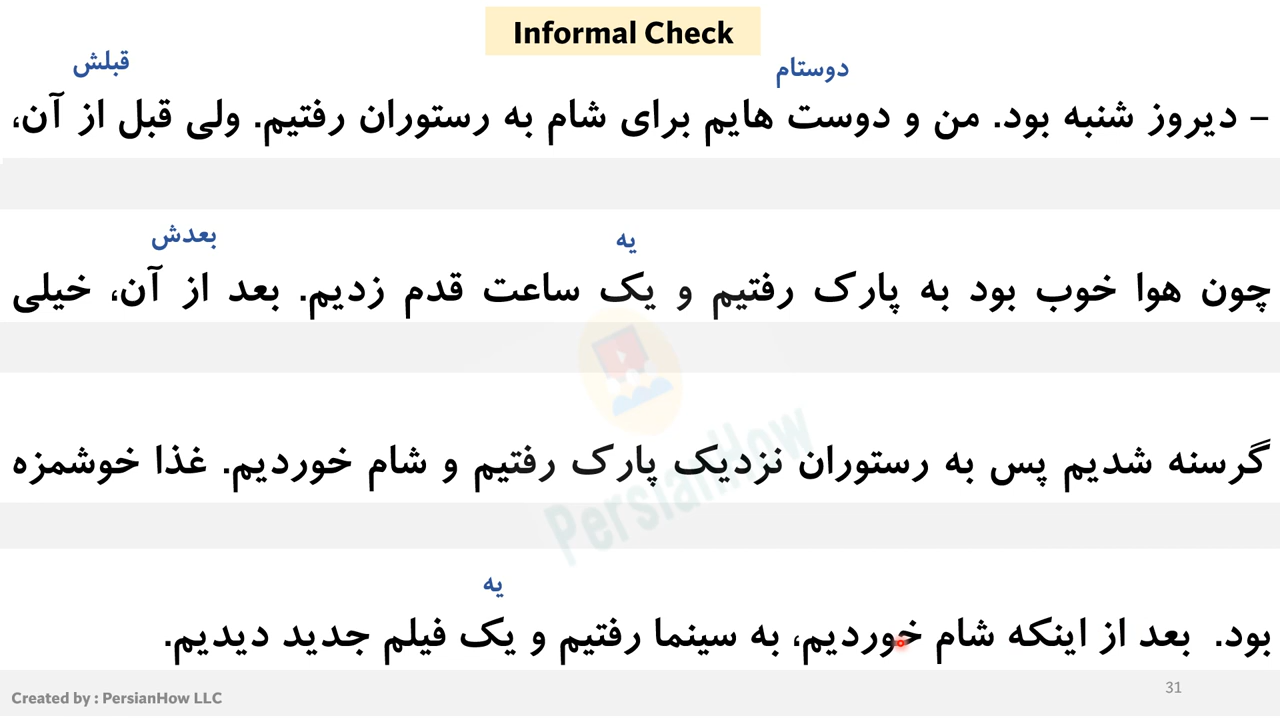 Informal Check
دوستام قبلش
– دیروز شنبه بود. من و دوست هایم برای شام به رستوران رفتیم. ولی قبل از آن،
یه بعدش
چون هوا خوب بود به پارک رفتیم و یک ساعت قدم زدیم. بعد از آن، خیلی
گرسنه شدیم پس به رستوران نزدیک پارک رفتیم و شام خوردیم. غذا خوشمزه
یه
بود. بعد از اینکه شام خوردیم، به سینما رفتیم و یک فیلم جدید دیدیم.
PersianHow
Created by : PersianHow LLC
31